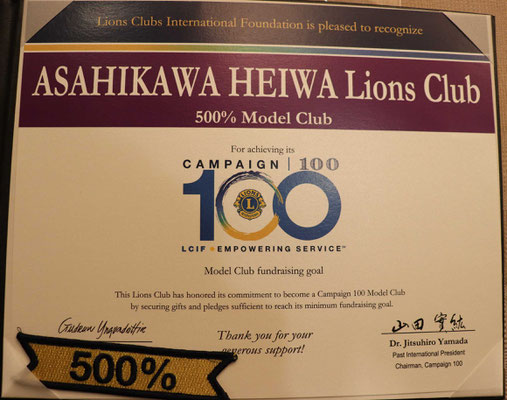 Lions Clubs International Foundation is pleased to recognize
ASAHIKAWA HEIWA Lions Club
500% Model Club
For achieving its
CAMPAIGN | 100
100
LIONS
L
LCIF • EMPOWERING SERVICE℠
Model Club fundraising goal
This Lions Club has honored its commitment to become a Campaign 100 Model Club
by securing gifts and pledges sufficient to reach its minimum fundraising goal.
Thank you for your
generous support!
山田實紘
Dr. Jitsuhiro Yamada
Past International President
Chairman, Campaign 100
500%